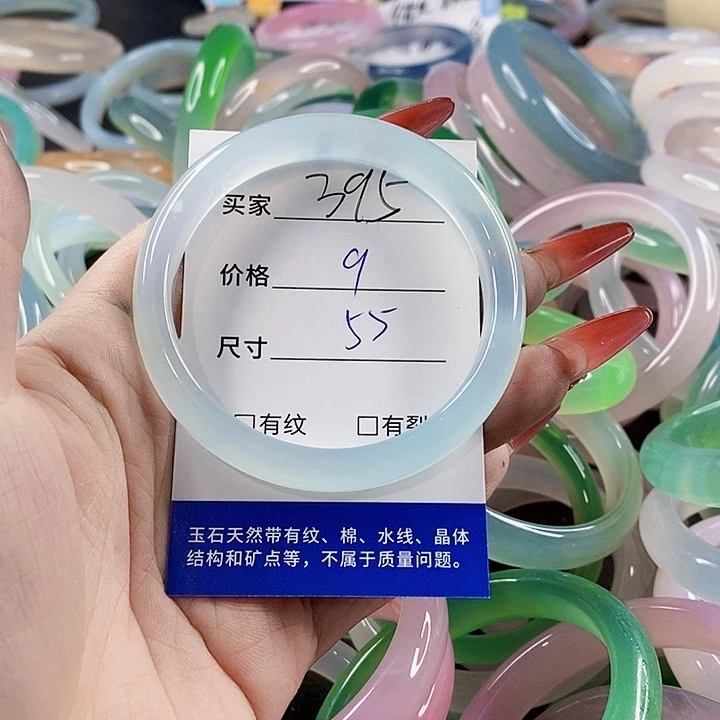 买家 395
价格 9
尺寸 55
□有纹 □有裂
玉石天然带有纹、棉、水线、晶体
结构和矿点等，不属于质量问题。